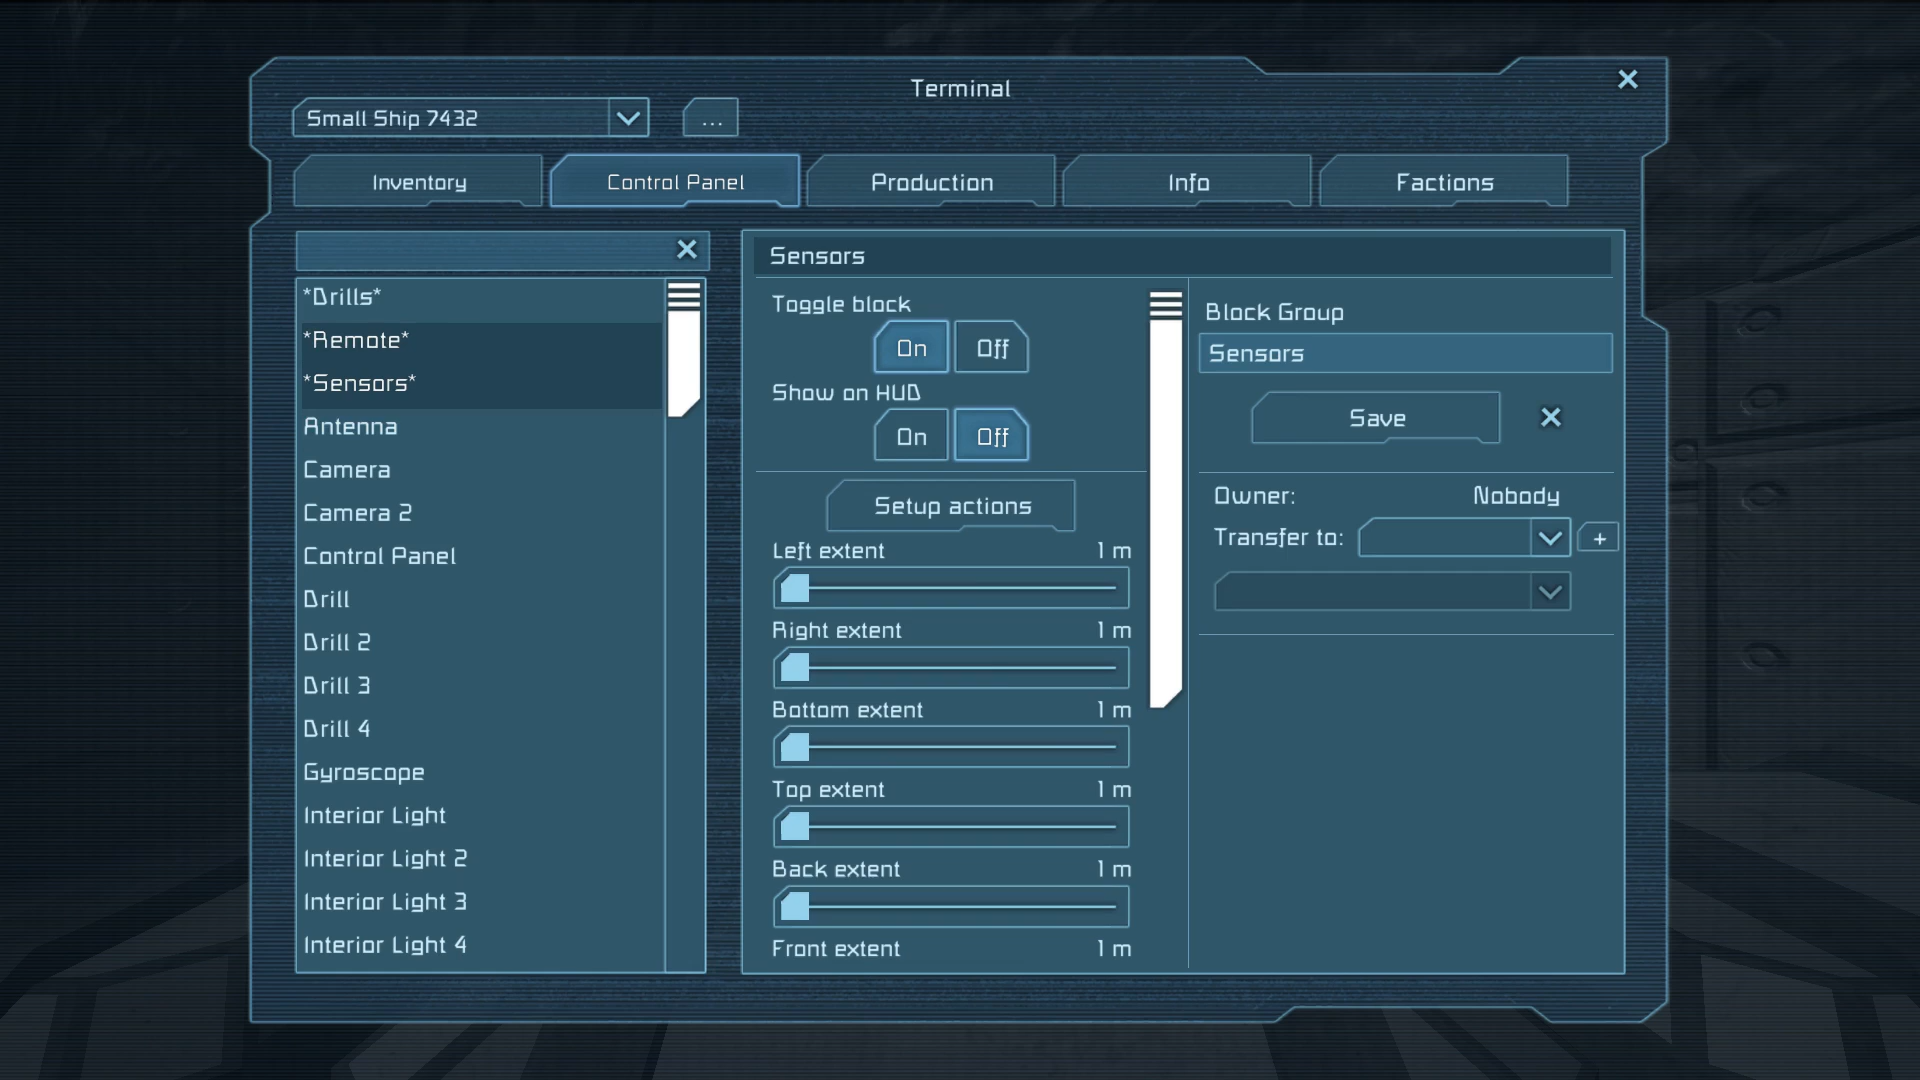 Terminal
Small Ship 7432
...
Inventory
Control Panel
Production
Info
Factions
*Drills*
*Remote*
*Sensors*
Antenna
Camera
Camera 2
Control Panel
Drill
Drill 2
Drill 3
Drill 4
Gyroscope
Interior Light
Interior Light 2
Interior Light 3
Interior Light 4
Sensors
Toggle block
On Off
Show on HUD
On Off
Setup actions
Left extent 1 m
Right extent 1 m
Bottom extent 1 m
Top extent 1 m
Back extent 1 m
Front extent 1 m
Block Group
Sensors
Save
Owner: Nobody
Transfer to:
+